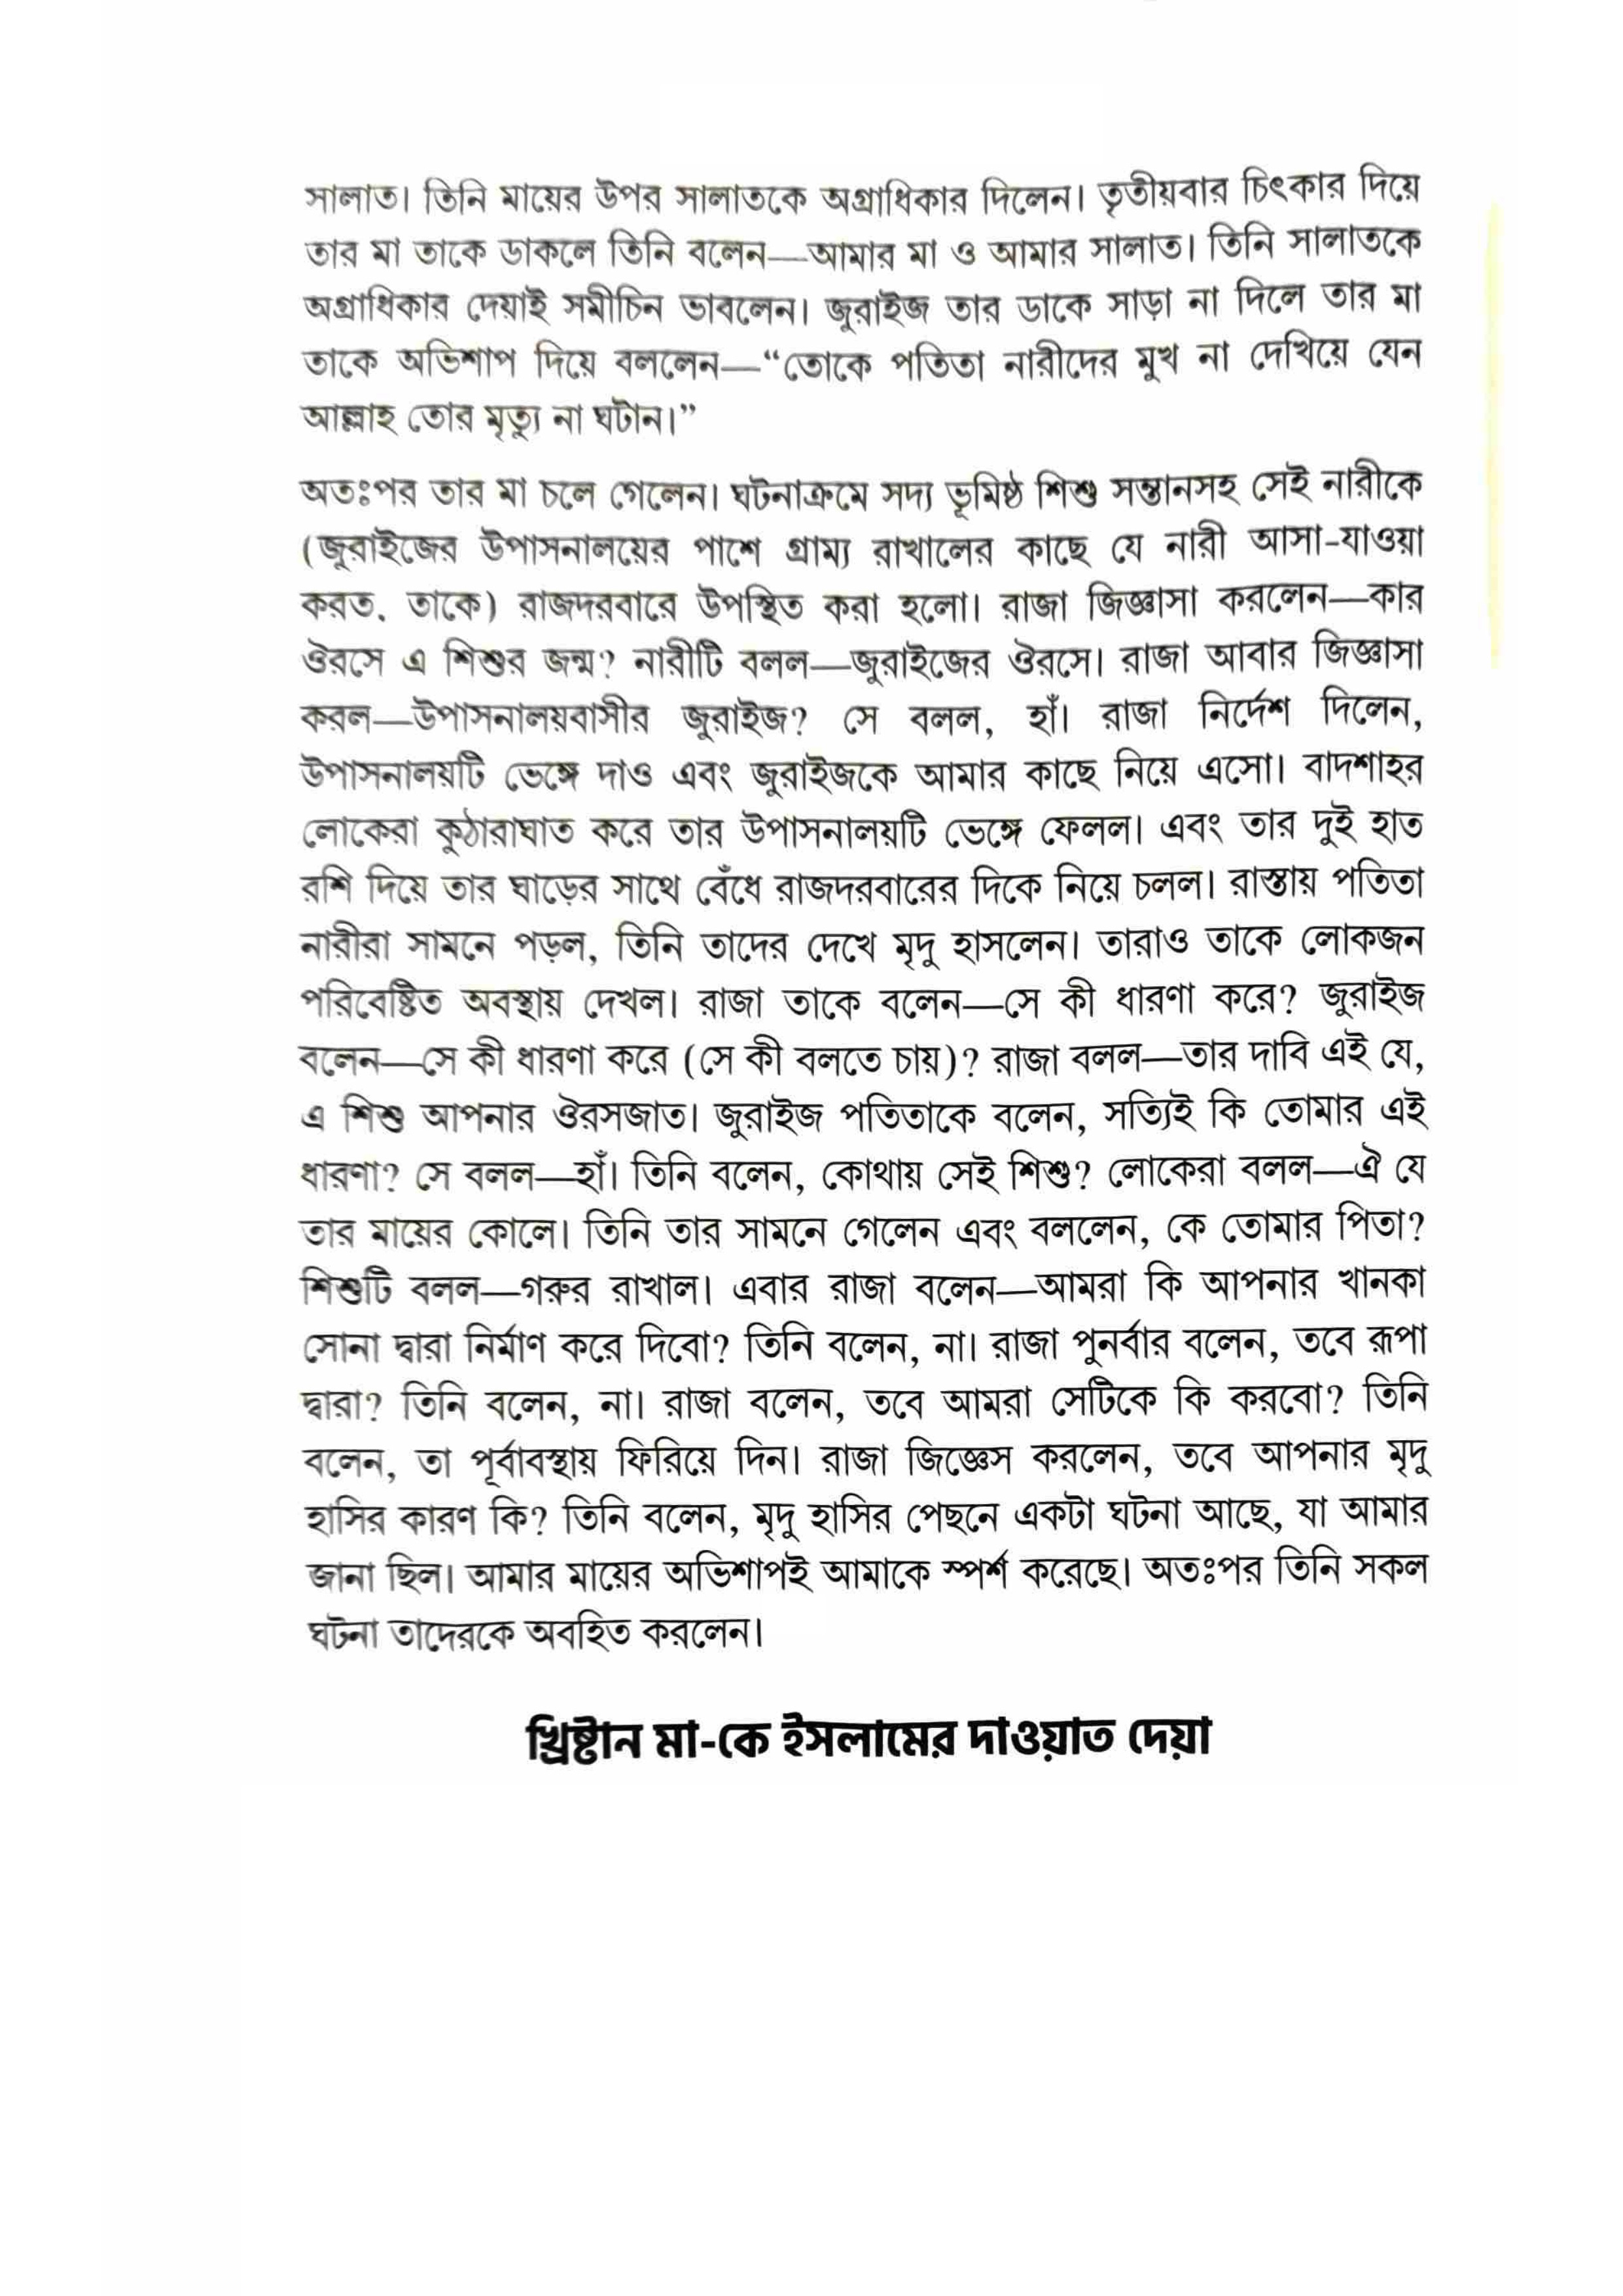 সালাত। তিনি মায়ের উপর সালাতকে অগ্রাধিকার দিলেন। তৃতীয়বার চিৎকার দিয়ে
তার মা তাকে ডাকলে তিনি বলেন—আমার মা ও আমার সালাত। তিনি সালাতকে
অগ্রাধিকার দেয়াই সমীচিন ভাবলেন। জুরাইজ তার ডাকে সাড়া না দিলে তার মা
তাকে অভিশাপ দিয়ে বললেন—“তোকে পতিতা নারীদের মুখ না দেখিয়ে যেন
আল্লাহ তোর মৃত্যু না ঘটান।”
অতঃপর তার মা চলে গেলেন। ঘটনাক্রমে সদ্য ভূমিষ্ঠ শিশু সন্তানসহ সেই নারীকে
(জুরাইজের উপাসনালয়ের পাশে গ্রাম্য রাখালের কাছে যে নারী আসা-যাওয়া
করত, তাকে) রাজদরবারে উপস্থিত করা হলো। রাজা জিজ্ঞাসা করলেন—কার
ঔরসে এ শিশুর জন্ম? নারীটি বলল—জুরাইজের ঔরসে। রাজা আবার জিজ্ঞাসা
করল—উপাসনালয়বাসীর জুরাইজ? সে বলল, হাঁ। রাজা নির্দেশ দিলেন,
উপাসনালয়টি ভেঙ্গে দাও এবং জুরাইজকে আমার কাছে নিয়ে এসো। বাদশাহর
লোকেরা কুঠারাঘাত করে তার উপাসনালয়টি ভেঙ্গে ফেলল। এবং তার দুই হাত
রশি দিয়ে তার ঘাড়ের সাথে বেঁধে রাজদরবারের দিকে নিয়ে চলল। রাস্তায় পতিতা
নারীরা সামনে পড়ল, তিনি তাদের দেখে মৃদু হাসলেন। তারাও তাকে লোকজন
পরিবেষ্টিত অবস্থায় দেখল। রাজা তাকে বলেন—সে কী ধারণা করে? জুরাইজ
বলেন—সে কী ধারণা করে (সে কী বলতে চায়)? রাজা বলল—তার দাবি এই যে,
এ শিশু আপনার ঔরসজাত। জুরাইজ পতিতাকে বলেন, সত্যিই কি তোমার এই
ধারণা? সে বলল—হাঁ। তিনি বলেন, কোথায় সেই শিশু? লোকেরা বলল—ঐ যে
তার মায়ের কোলে। তিনি তার সামনে গেলেন এবং বললেন, কে তোমার পিতা?
শিশুটি বলল—গরুর রাখাল। এবার রাজা বলেন—আমরা কি আপনার খানকা
সোনা দ্বারা নির্মাণ করে দিবো? তিনি বলেন, না। রাজা পুনর্বার বলেন, তবে রূপা
দ্বারা? তিনি বলেন, না। রাজা বলেন, তবে আমরা সেটিকে কি করবো? তিনি
বলেন, তা পূর্বাবস্থায় ফিরিয়ে দিন। রাজা জিজ্ঞেস করলেন, তবে আপনার মৃদু
হাসির কারণ কি? তিনি বলেন, মৃদু হাসির পেছনে একটা ঘটনা আছে, যা আমার
জানা ছিল। আমার মায়ের অভিশাপই আমাকে স্পর্শ করেছে। অতঃপর তিনি সকল
ঘটনা তাদেরকে অবহিত করলেন।
খ্রিষ্টান মা-কে ইসলামের দাওয়াত দেয়া